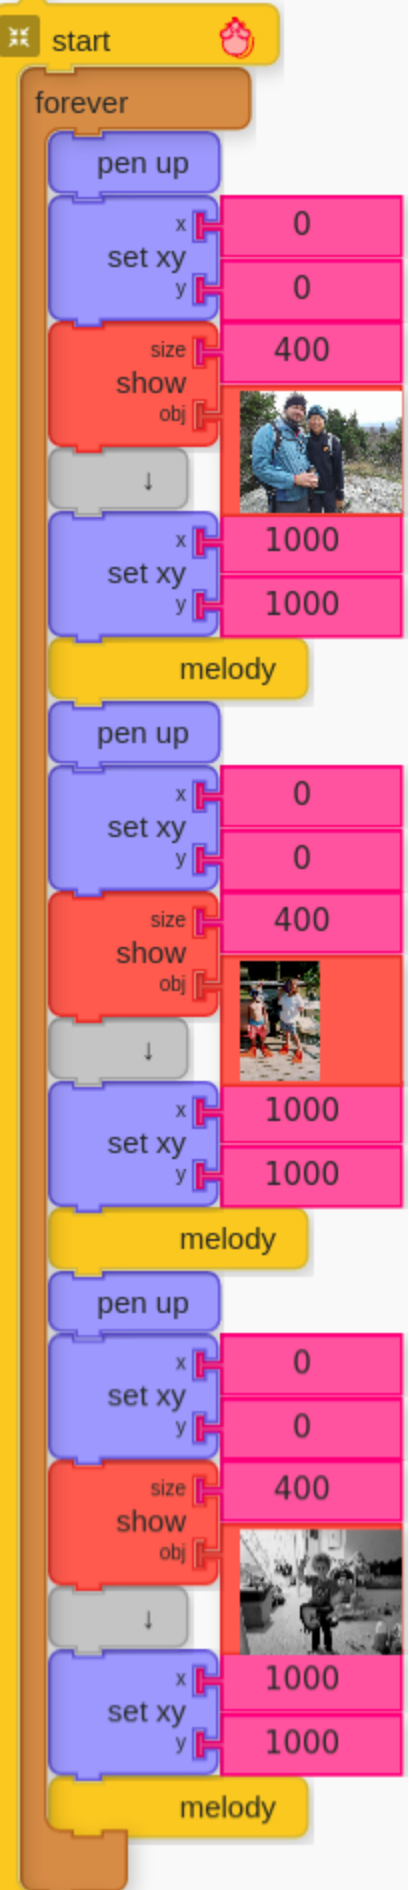 start
forever
pen up
x 0
set xy
y 0
size 400
show
obj
↓
x 1000
set xy
y 1000
melody
pen up
x 0
set xy
y 0
size 400
show
obj
↓
x 1000
set xy
y 1000
melody
pen up
x 0
set xy
y 0
size 400
show
obj
↓
x 1000
set xy
y 1000
melody